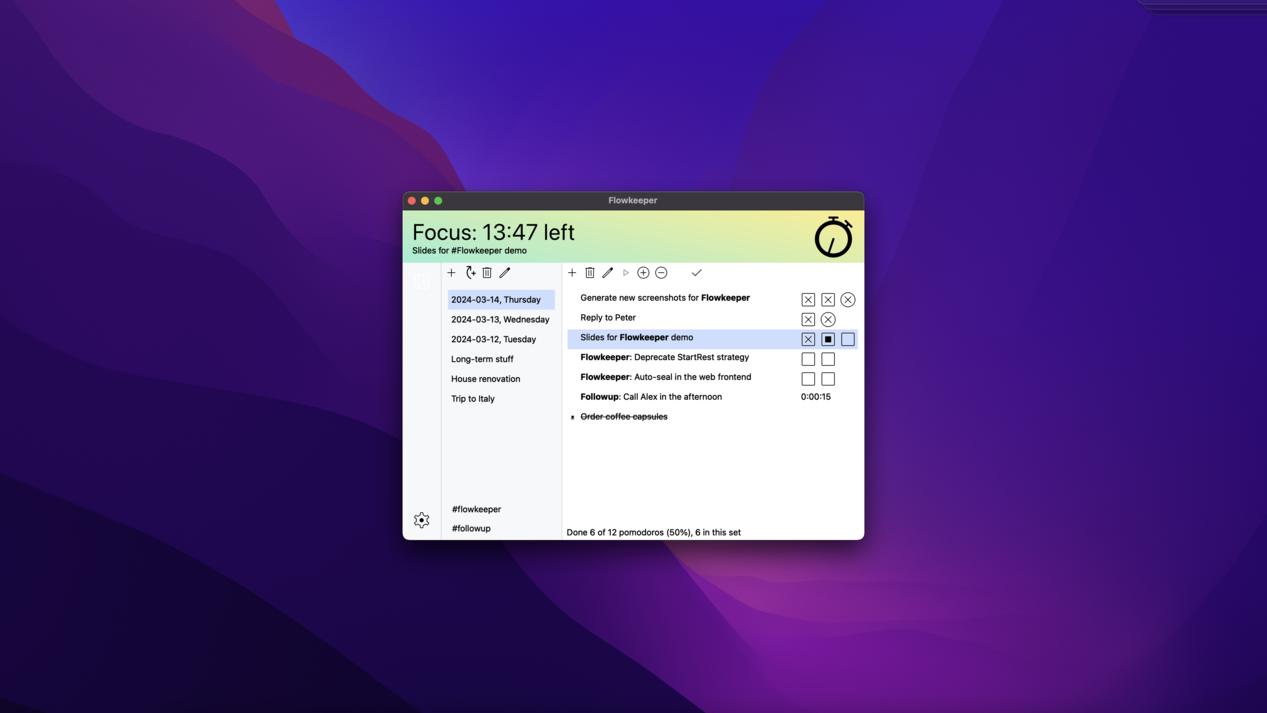 Flowkeeper
Focus: 13:47 left
Slides for #Flowkeeper demo
2024-03-14, Thursday
2024-03-13, Wednesday
2024-03-12, Tuesday
Long-term stuff
House renovation
Trip to Italy
#flowkeeper
#followup
Generate new screenshots for Flowkeeper
Reply to Peter
Slides for Flowkeeper demo
Flowkeeper: Deprecate StartRest strategy
Flowkeeper: Auto-seal in the web frontend
Followup: Call Alex in the afternoon 0:00:15
Order coffee capsules
Done 6 of 12 pomodoros (50%), 6 in this set